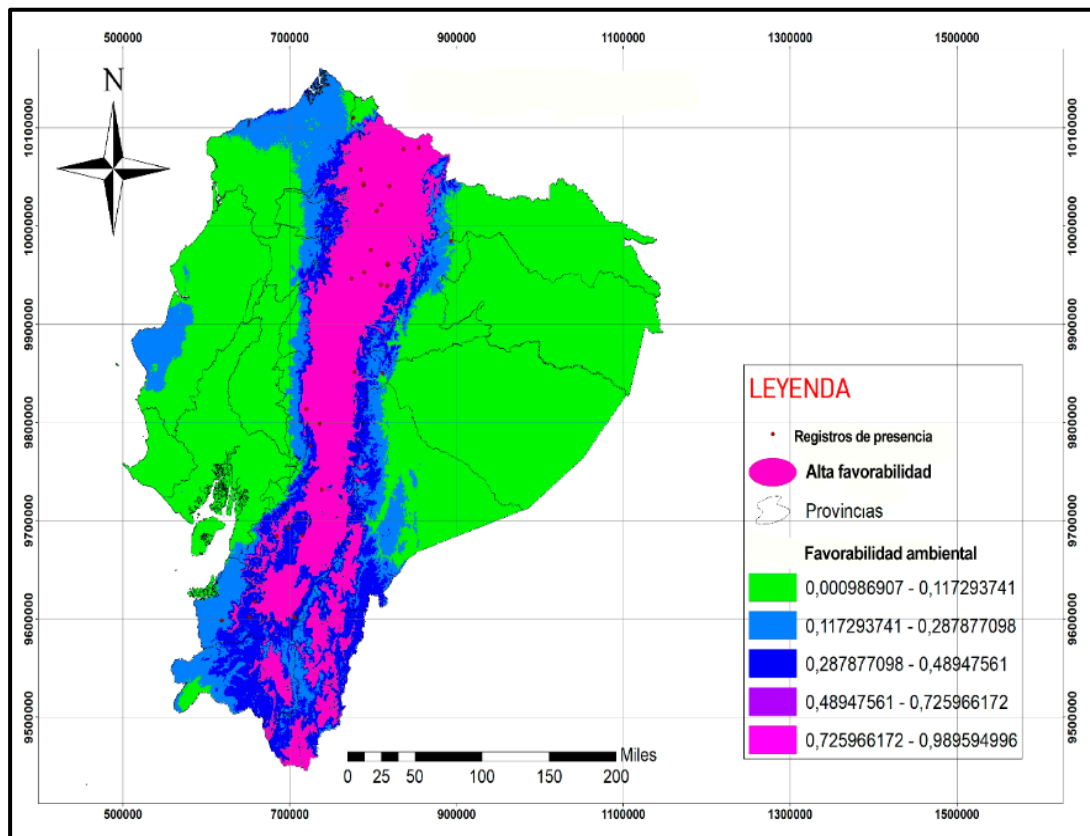 500000 700000 900000 1100000 1300000 1500000
N
10100000 10100000
10000000 10000000
9900000 9900000
9800000 9800000
9700000 9700000
9600000 9600000
9500000 9500000
LEYENDA
Registros de presencia
Alta favorabilidad
Provincias
Favorabilidad ambiental
0,000986907 - 0,117293741
0,117293741 - 0,287877098
0,287877098 - 0,48947561
0,48947561 - 0,725966172
0,725966172 - 0,989594996
Miles
0 25 50 100 150 200
500000 700000 900000 1100000 1300000 1500000